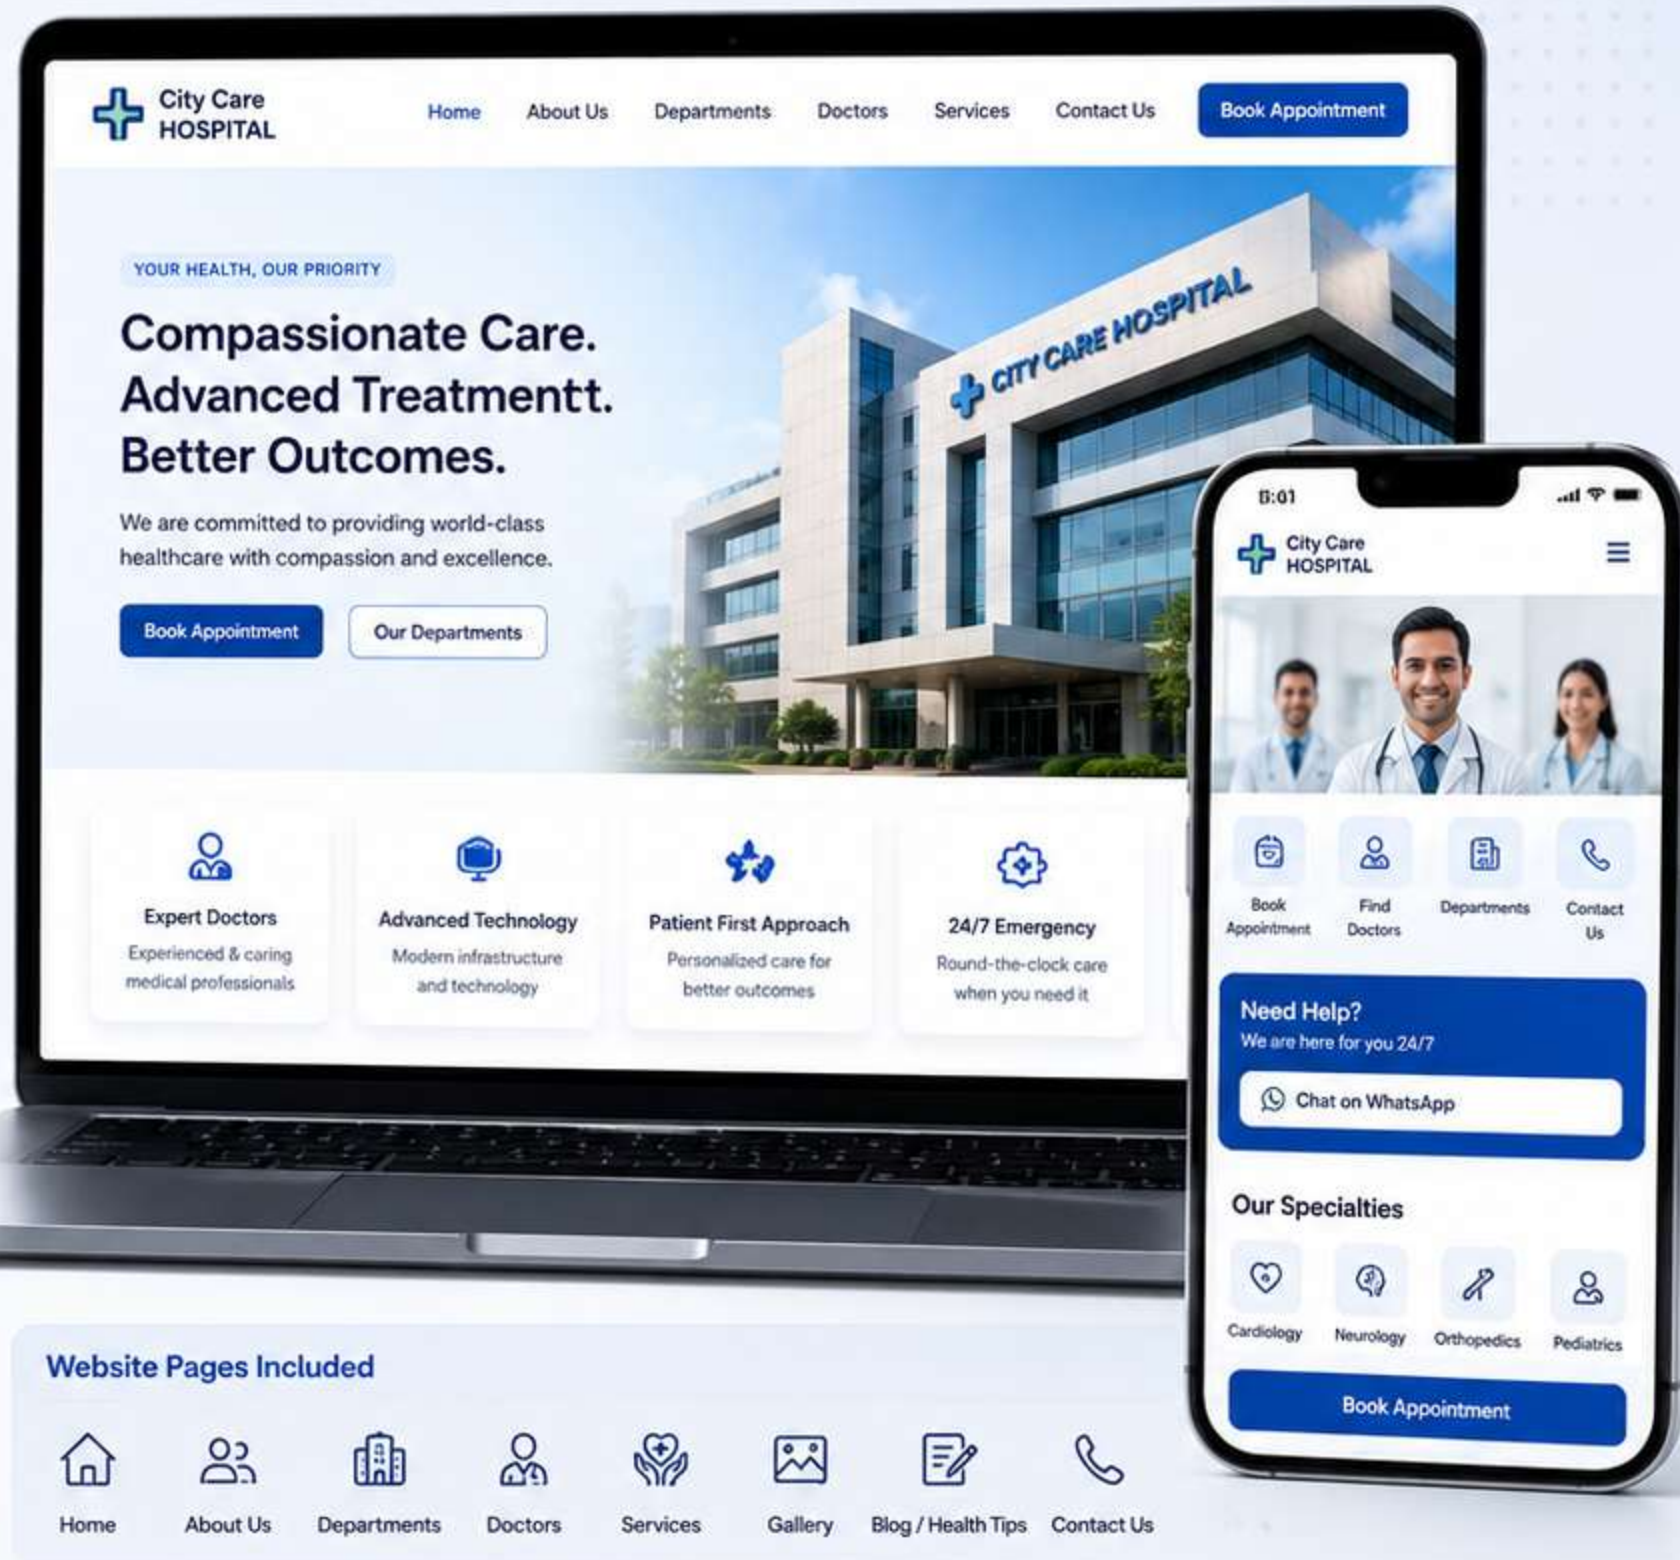 City Care
HOSPITAL
Home
About Us
Departments
Doctors
Services
Contact Us
Book Appointment
YOUR HEALTH, OUR PRIORITY
Compassionate Care.
Advanced Treatmentt.
Better Outcomes.
We are committed to providing world-class
healthcare with compassion and excellence.
Book Appointment
Our Departments
CITY CARE HOSPITAL
Expert Doctors
Experienced & caring
medical professionals
Advanced Technology
Modern infrastructure
and technology
Patient First Approach
Personalized care for
better outcomes
24/7 Emergency
Round-the-clock care
when you need it
City Care
HOSPITAL
Book
Appointment
Find
Doctors
Departments
Contact
Us
Need Help?
We are here for you 24/7
Chat on WhatsApp
Our Specialties
Cardiology
Neurology
Orthopedics
Pediatrics
Book Appointment
Website Pages Included
Home
About Us
Departments
Doctors
Services
Gallery
Blog / Health Tips
Contact Us